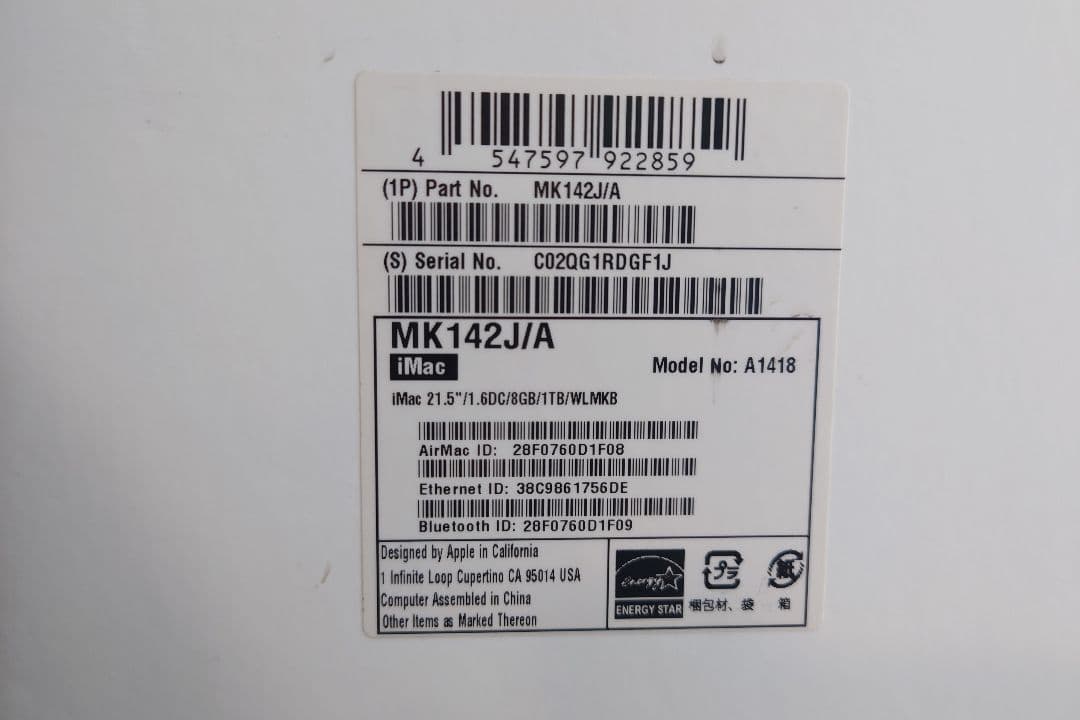 4 547597 922859
(1P) Part No. MK142J/A
(S) Serial No. C02QG1RDGF1J
MK142J/A
iMac
Model No: A1418
iMac 21.5"/1.6DC/8GB/1TB/WLMKB
AirMac ID: 28F0760D1F08
Ethernet ID: 38C9861756DE
Bluetooth ID: 28F0760D1F09
Designed by Apple in California
1 Infinite Loop Cupertino CA 95014 USA
Computer Assembled in China
Other Items as Marked Thereon
energy
ENERGY STAR
プラ
紙
梱包材、袋
箱